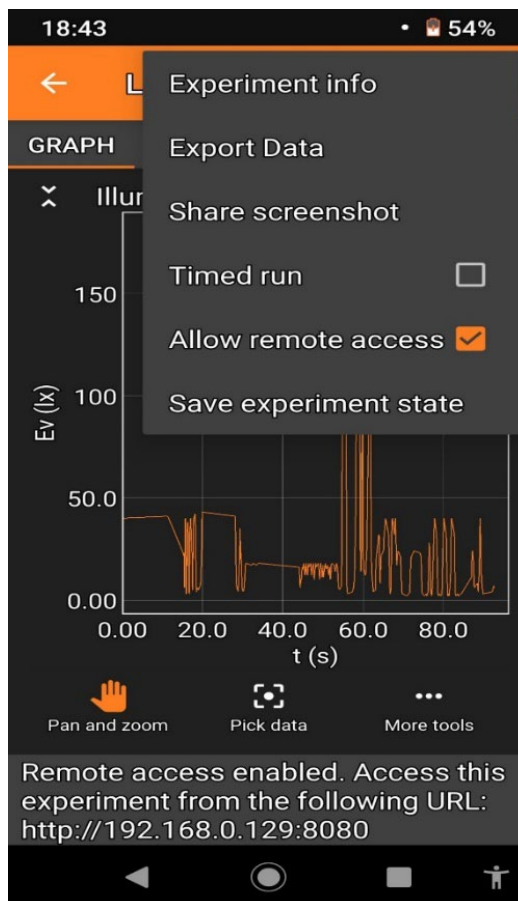 18:43
54%
L
Experiment info
GRAPH
Export Data
Illur
Share screenshot
Timed run
Allow remote access
Save experiment state
150
100
50.0
0.00
Ev (lx)
0.00 20.0 40.0 60.0 80.0
t (s)
Pan and zoom Pick data More tools
Remote access enabled. Access this
experiment from the following URL:
http://192.168.0.129:8080